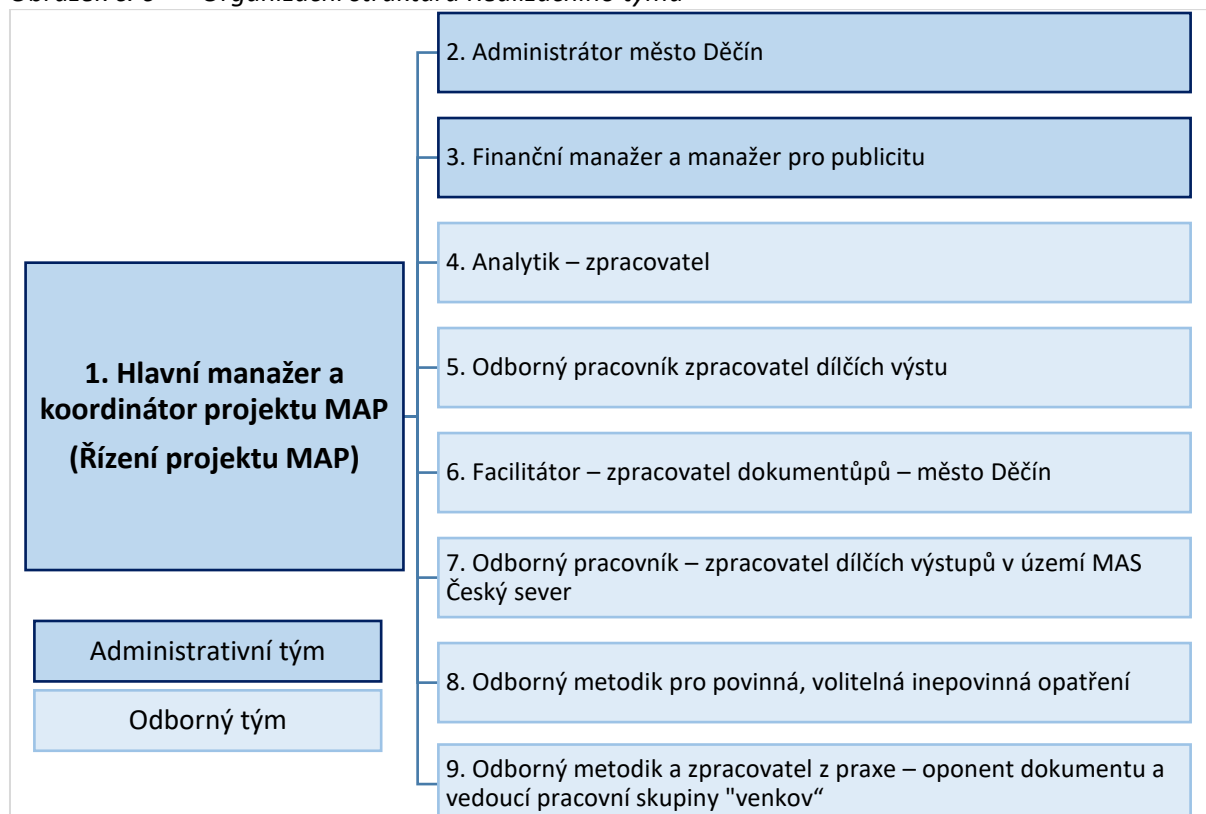 2. Administrátor město Děčín
3. Finanční manažer a manažer pro publicitu
4. Analytik – zpracovatel
5. Odborný pracovník zpracovatel dílčích výstu
1. Hlavní manažer a
koordinátor projektu MAP
(Řízení projektu MAP)
6. Facilitátor – zpracovatel dokumentůpů – město Děčín
7. Odborný pracovník – zpracovatel dílčích výstupů v území MAS
Český sever
Administrativní tým
Odborný tým
8. Odborný metodik pro povinná, volitelná inepovinná opatření
9. Odborný metodik a zpracovatel z praxe – oponent dokumentu a
vedoucí pracovní skupiny "venkov“